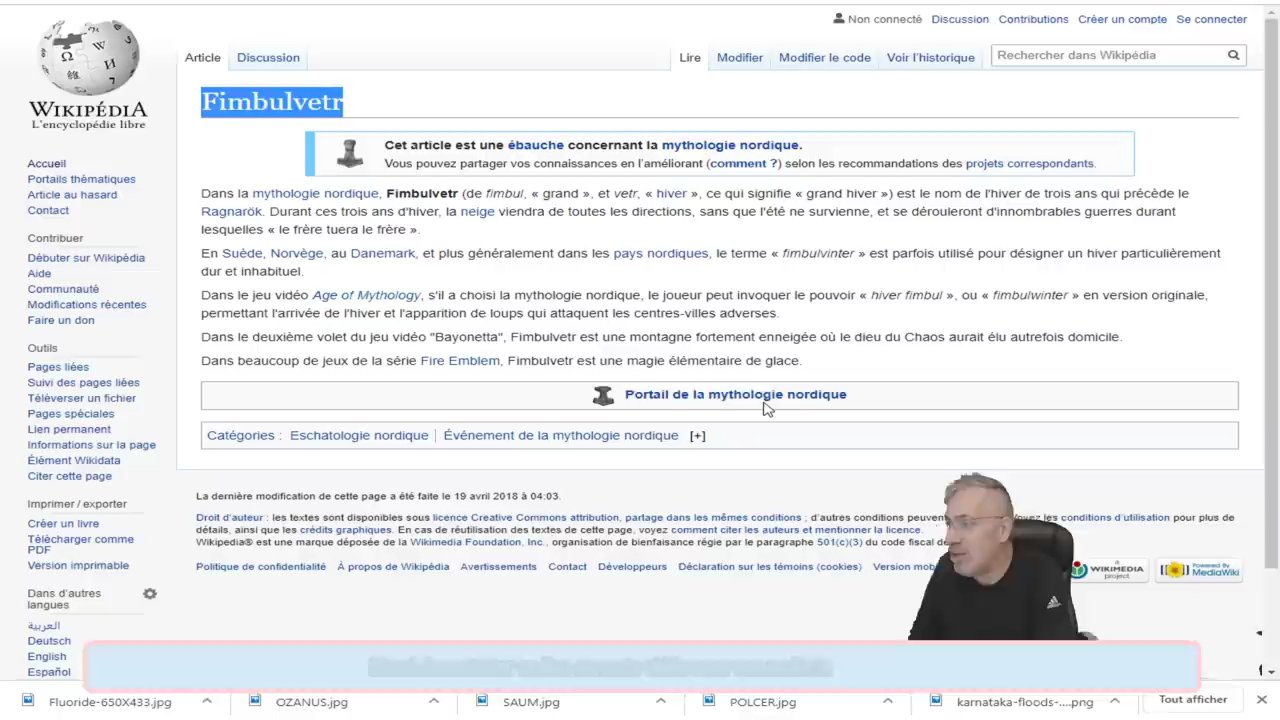 Non connecté Discussion Contributions Créer un compte Se connecter
Article Discussion Lire Modifier Modifier le code Voir l'historique Rechercher dans Wikipédia
WIKIPÉDIA
L'encyclopédie libre
Fimbulvetr
Cet article est une ébauche concernant la mythologie nordique.
Vous pouvez partager vos connaissances en l'améliorant (comment ?) selon les recommandations des projets correspondants.
Dans la mythologie nordique, Fimbulvetr (de fimbul, « grand », et vetr, « hiver », ce qui signifie « grand hiver ») est le nom de l'hiver de trois ans qui précède le
Ragnarök. Durant ces trois ans d'hiver, la neige viendra de toutes les directions, sans que l'été ne survienne, et se dérouleront d'innombrables guerres durant
lesquelles « le frère tuera le frère ».
En Suède, Norvège, au Danemark, et plus généralement dans les pays nordiques, le terme « fimbulvinter » est parfois utilisé pour désigner un hiver particulièrement
dur et inhabituel.
Dans le jeu vidéo Age of Mythology, s'il a choisi la mythologie nordique, le joueur peut invoquer le pouvoir « hiver fimbul », ou « fimbulwinter » en version originale,
permettant l'arrivée de l'hiver et l'apparition de loups qui attaquent les centres-villes adverses.
Dans le deuxième volet du jeu vidéo "Bayonetta", Fimbulvetr est une montagne fortement enneigée où le dieu du Chaos aurait élu autrefois domicile.
Dans beaucoup de jeux de la série Fire Emblem, Fimbulvetr est une magie élémentaire de glace.
Portail de la mythologie nordique
Catégories : Eschatologie nordique Événement de la mythologie nordique [+]
La dernière modification de cette page a été faite le 19 avril 2018 à 04:03.
Droit d'auteur : les textes sont disponibles sous licence Creative Commons attribution, partage dans les mêmes conditions ; d'autres conditions peuvent les conditions d'utilisation pour plus de
détails, ainsi que les crédits graphiques. En cas de réutilisation des textes de cette page, voyez comment citer les auteurs et mentionner la licence.
Wikipedia® est une marque déposée de la Wikimedia Foundation, Inc., organisation de bienfaisance régie par le paragraphe 501(c)(3) du code fiscal
Politique de confidentialité À propos de Wikipédia Avertissements Contact Développeurs Déclaration sur les témoins (cookies) Version
A WIKIMEDIA project
Powered By MediaWiki
Accueil
Portails thématiques
Article au hasard
Contact
Contribuer
Débuter sur Wikipédia
Aide
Communauté
Modifications récentes
Faire un don
Outils
Pages liées
Suivi des pages liées
Téléverser un fichier
Pages spéciales
Lien permanent
Informations sur la page
Élément Wikidata
Citer cette page
Imprimer / exporter
Créer un livre
Télécharger comme
PDF
Version imprimable
Dans d'autres
langues
العربية
Deutsch
English
Español
Fluoride-650X433.jpg OZANUS.jpg SAUM.jpg POLCER.jpg karnataka-floods-....png Tout afficher